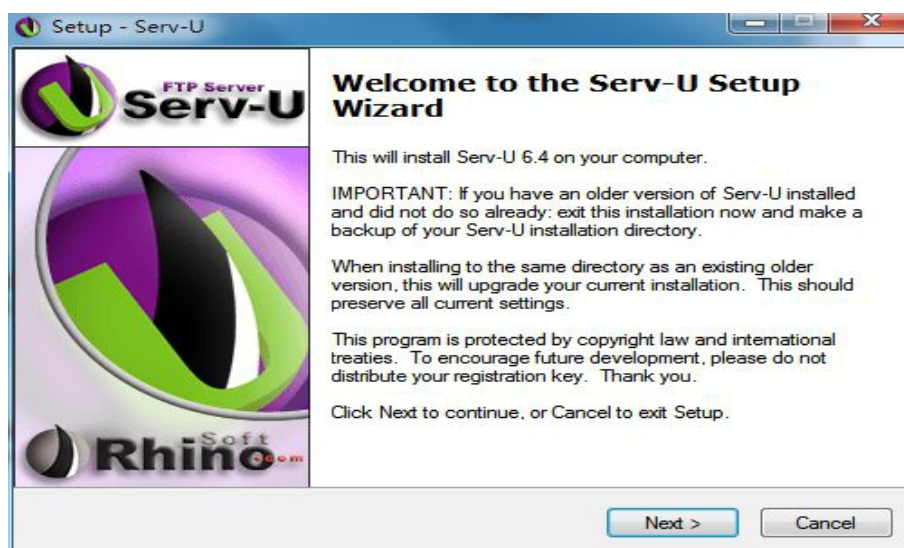 Setup - Serv-U
FTP Server
Serv-U
Welcome to the Serv-U Setup
Wizard
This will install Serv-U 6.4 on your computer.
IMPORTANT: If you have an older version of Serv-U installed
and did not do so already: exit this installation now and make a
backup of your Serv-U installation directory.
When installing to the same directory as an existing older
version, this will upgrade your current installation. This should
preserve all current settings.
This program is protected by copyright law and international
treaties. To encourage future development, please do not
distribute your registration key. Thank you.
Click Next to continue, or Cancel to exit Setup.
Soft
Rhino.com
Next >
Cancel